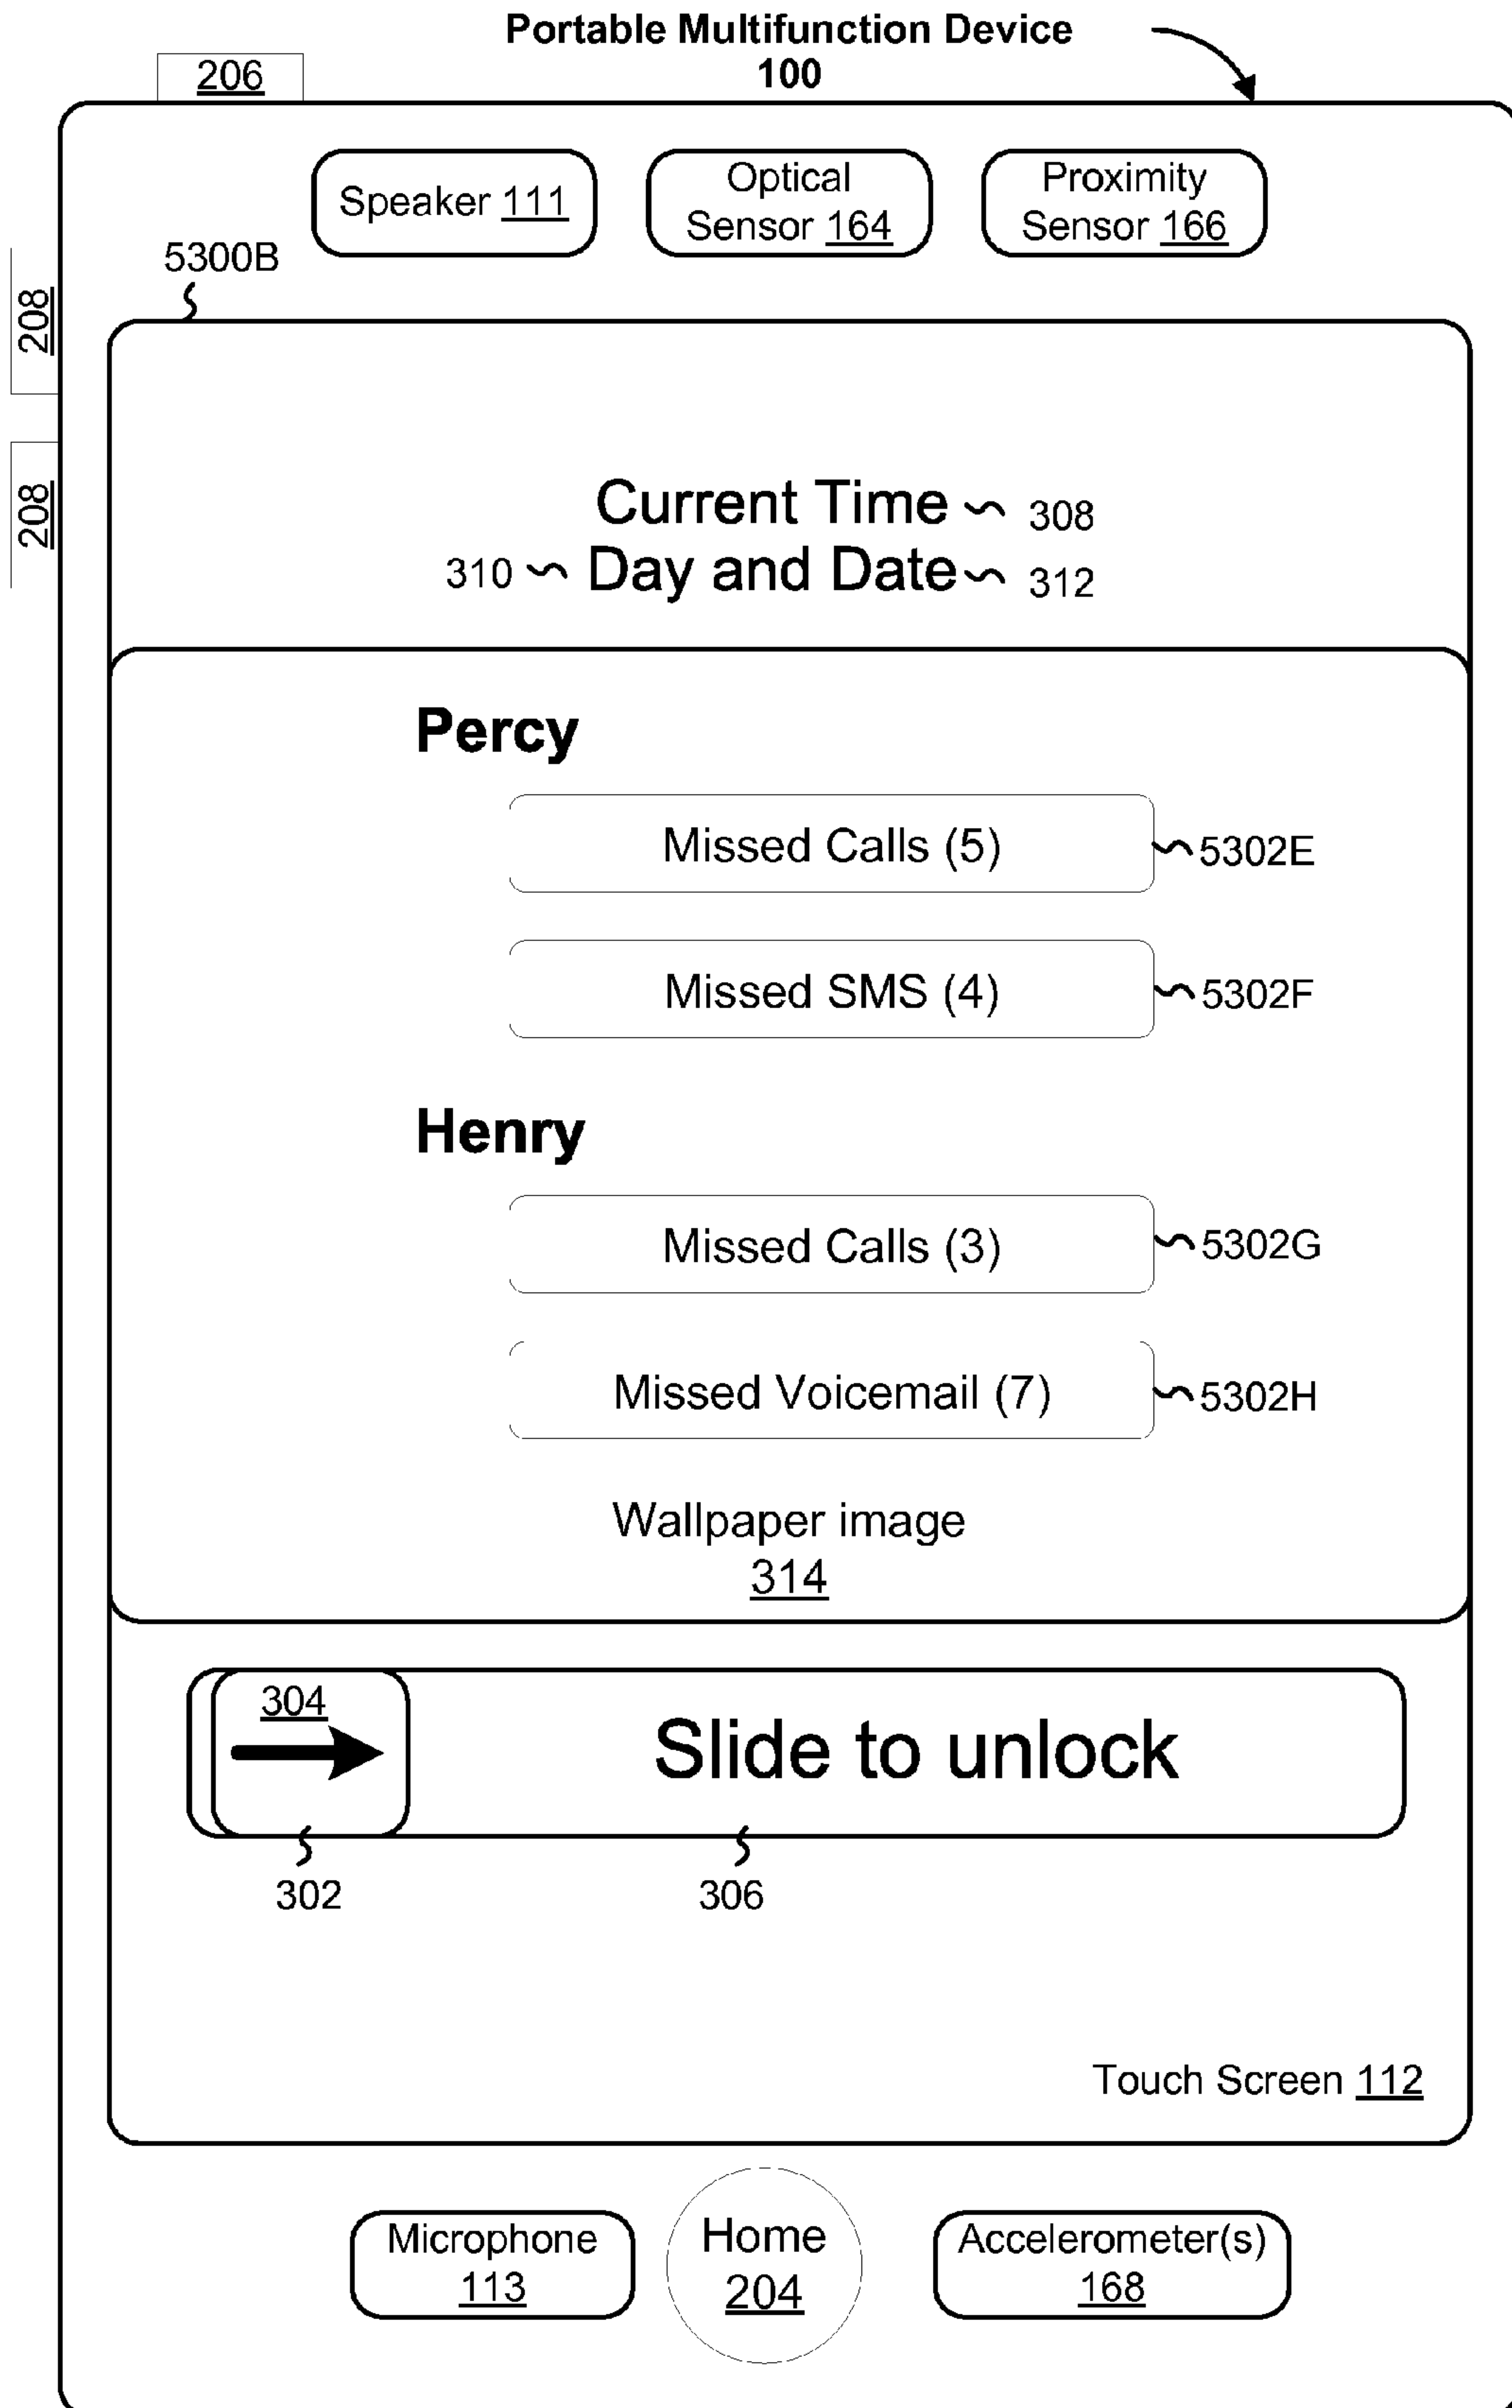 Portable Multifunction Device
100
206
Speaker 111
Optical
Sensor 164
Proximity
Sensor 166
5300B
208
208
Current Time 308
310 Day and Date 312
Percy
Missed Calls (5) 5302E
Missed SMS (4) 5302F
Henry
Missed Calls (3) 5302G
Missed Voicemail (7) 5302H
Wallpaper image
314
304
Slide to unlock
302
306
Touch Screen 112
Microphone
113
Home
204
Accelerometer(s)
168